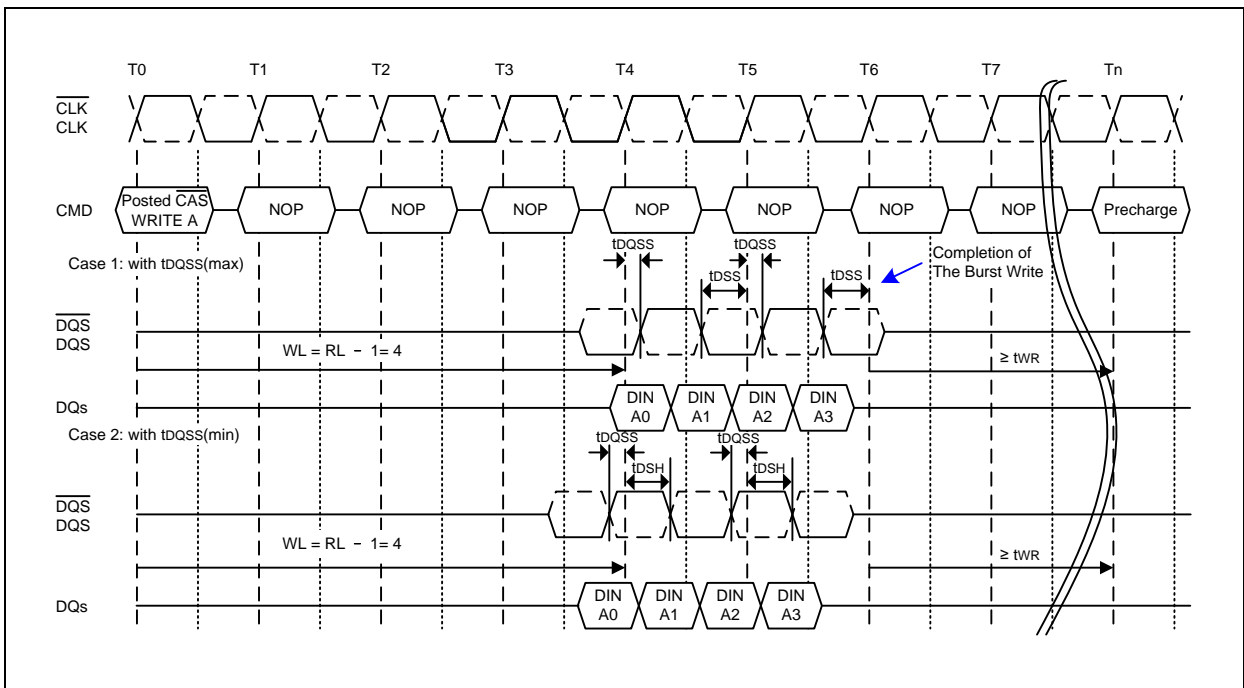 T0 T1 T2 T3 T4 T5 T6 T7 Tn
CLK
CLK
CMD
Posted CAS
WRITE A
NOP NOP NOP NOP NOP NOP NOP Precharge
Case 1: with tDQSS(max)
tDQSS tDQSS
tDSS tDSS
Completion of
The Burst Write
DQS
DQS
WL = RL - 1= 4
≥ tWR
DQs
DIN
A0
DIN
A1
DIN
A2
DIN
A3
Case 2: with tDQSS(min)
tDQSS tDQSS
tDSH tDSH
DQS
DQS
WL = RL - 1= 4
≥ tWR
DQs
DIN
A0
DIN
A1
DIN
A2
DIN
A3